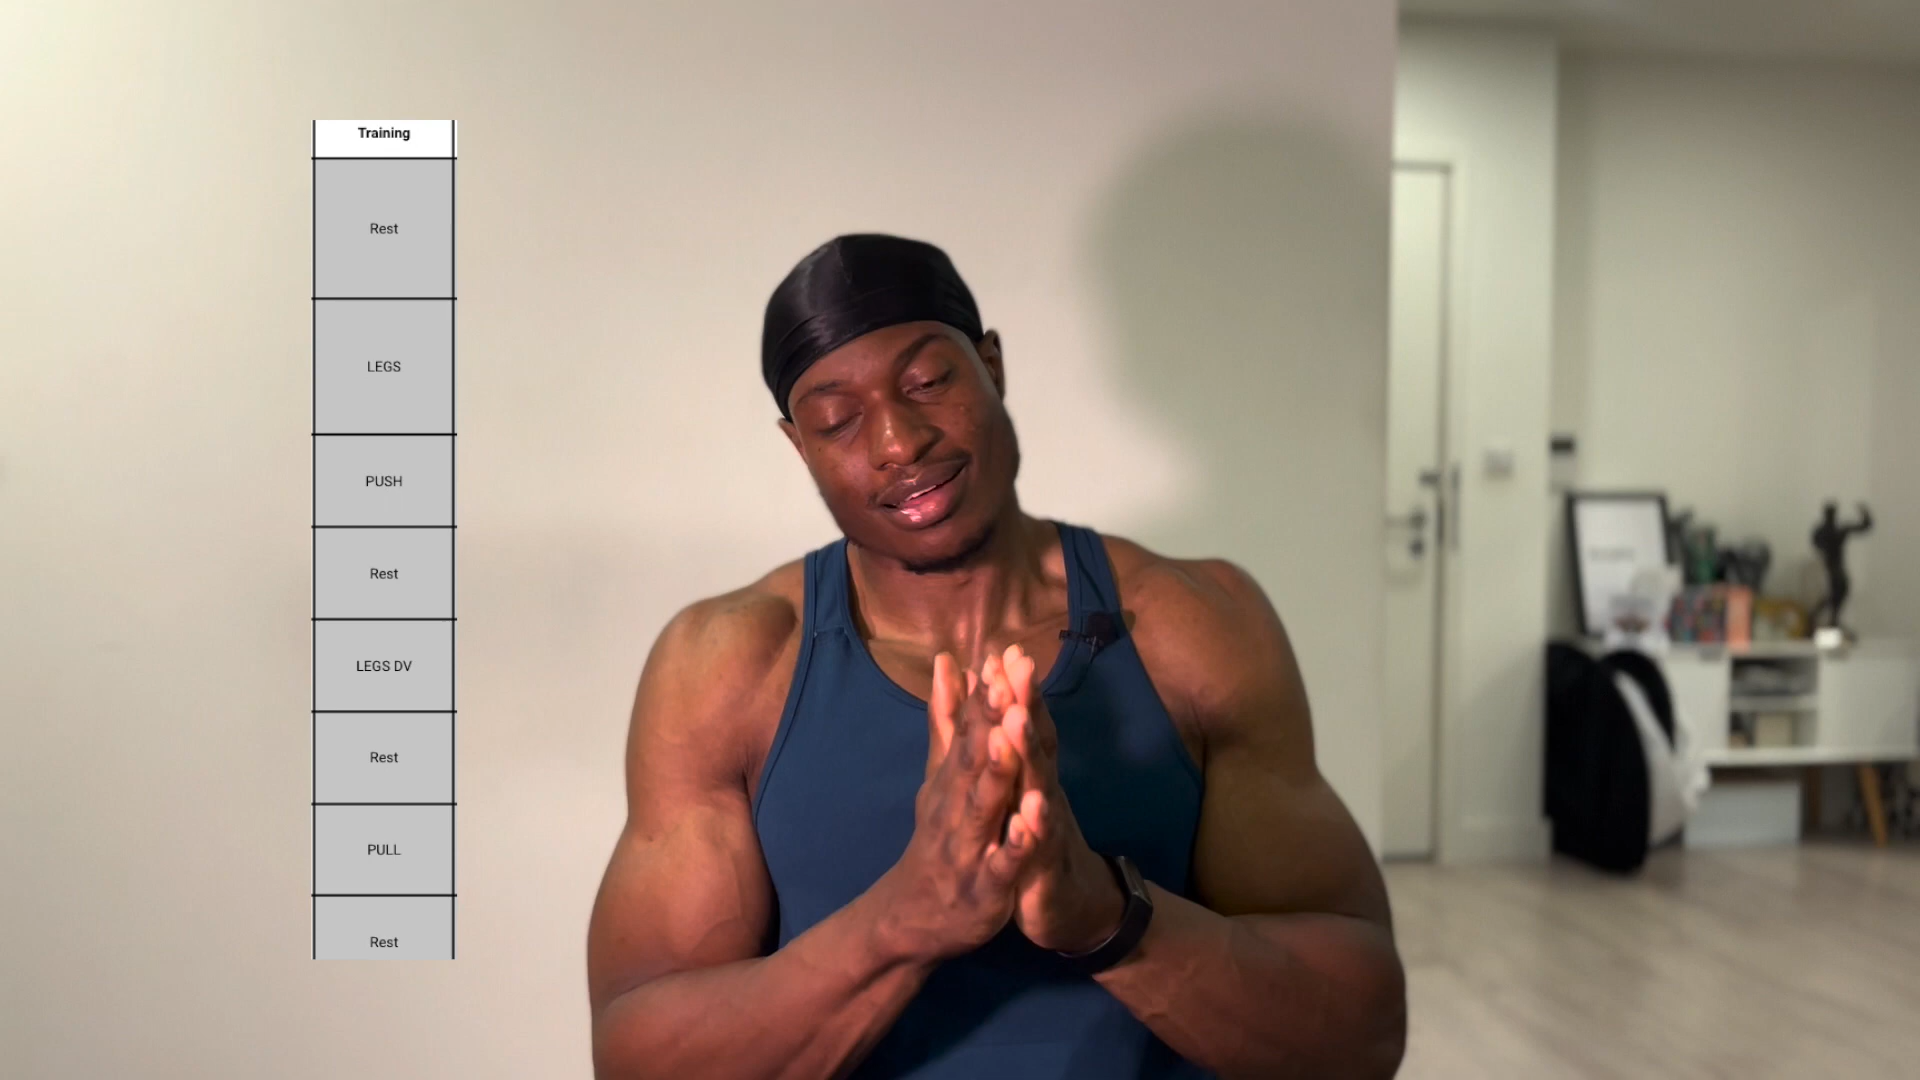 Training
Rest
LEGS
PUSH
Rest
LEGS DV
Rest
PULL
Rest